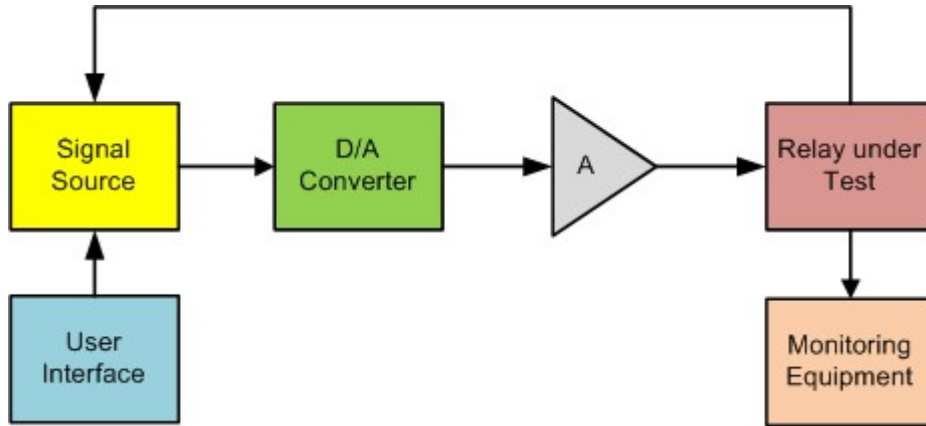 Signal
Source
D/A
Converter
A
Relay under
Test
User
Interface
Monitoring
Equipment